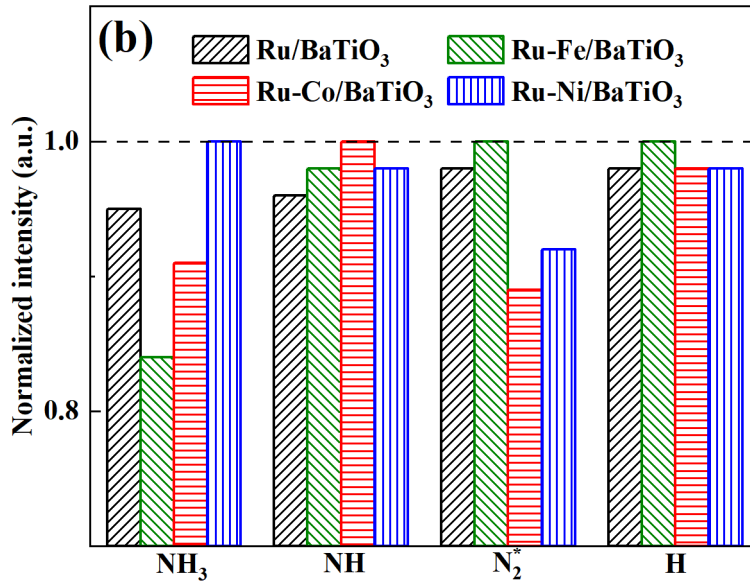 (b)
Ru/BaTiO₃ Ru-Fe/BaTiO₃
Ru-Co/BaTiO₃ Ru-Ni/BaTiO₃
Normalized intensity (a.u.)
1.0
0.8
NH₃ NH N₂* H